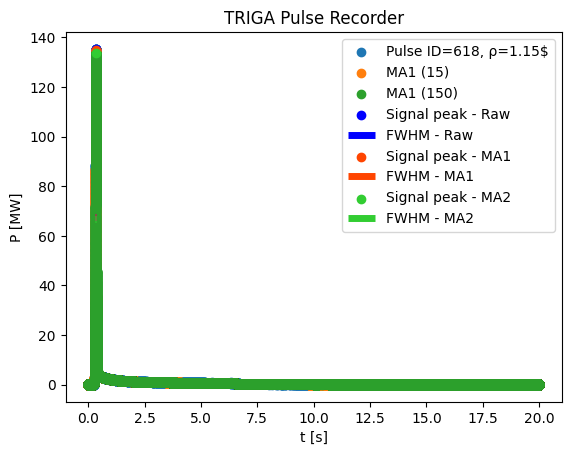 TRIGA Pulse Recorder
140
120
100
80
60
40
20
0
P [MW]
Pulse ID=618, ρ=1.15$
MA1 (15)
MA1 (150)
Signal peak - Raw
FWHM - Raw
Signal peak - MA1
FWHM - MA1
Signal peak - MA2
FWHM - MA2
0.0 2.5 5.0 7.5 10.0 12.5 15.0 17.5 20.0
t [s]